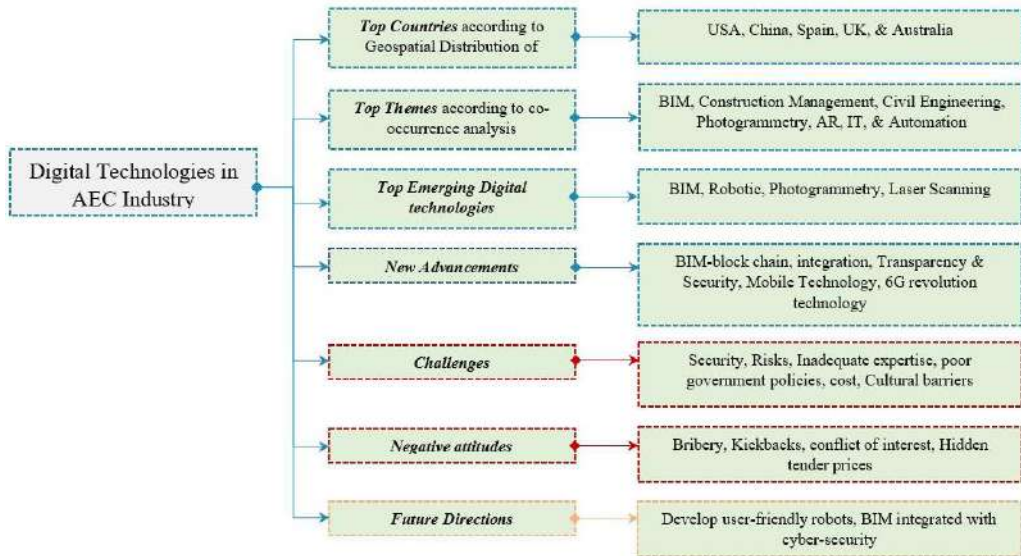 Top Countries according to
Geospatial Distribution of
USA, China, Spain, UK, & Australia
Top Themes according to co-
occurrence analysis
BIM, Construction Management, Civil Engineering,
Photogrammetry, AR, IT, & Automation
Digital Technologies in
AEC Industry
Top Emerging Digital
technologies
BIM, Robotic, Photogrammetry, Laser Scanning
New Advancements
BIM-block chain, integration, Transparency &
Security, Mobile Technology, 6G revolution
technology
Challenges
Security, Risks, Inadequate expertise, poor
government policies, cost, Cultural barriers
Negative attitudes
Bribery, Kickbacks, conflict of interest, Hidden
tender prices
Future Directions
Develop user-friendly robots, BIM integrated with
cyber-security